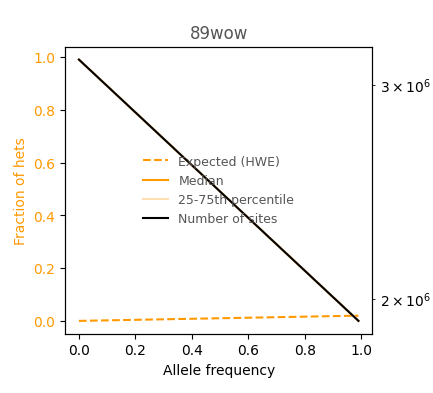 89wow
1.0
0.8
0.6
0.4
0.2
0.0
Fraction of hets
3 × 10⁶
2 × 10⁶
Expected (HWE)
Median
25-75th percentile
Number of sites
0.0 0.2 0.4 0.6 0.8 1.0
Allele frequency